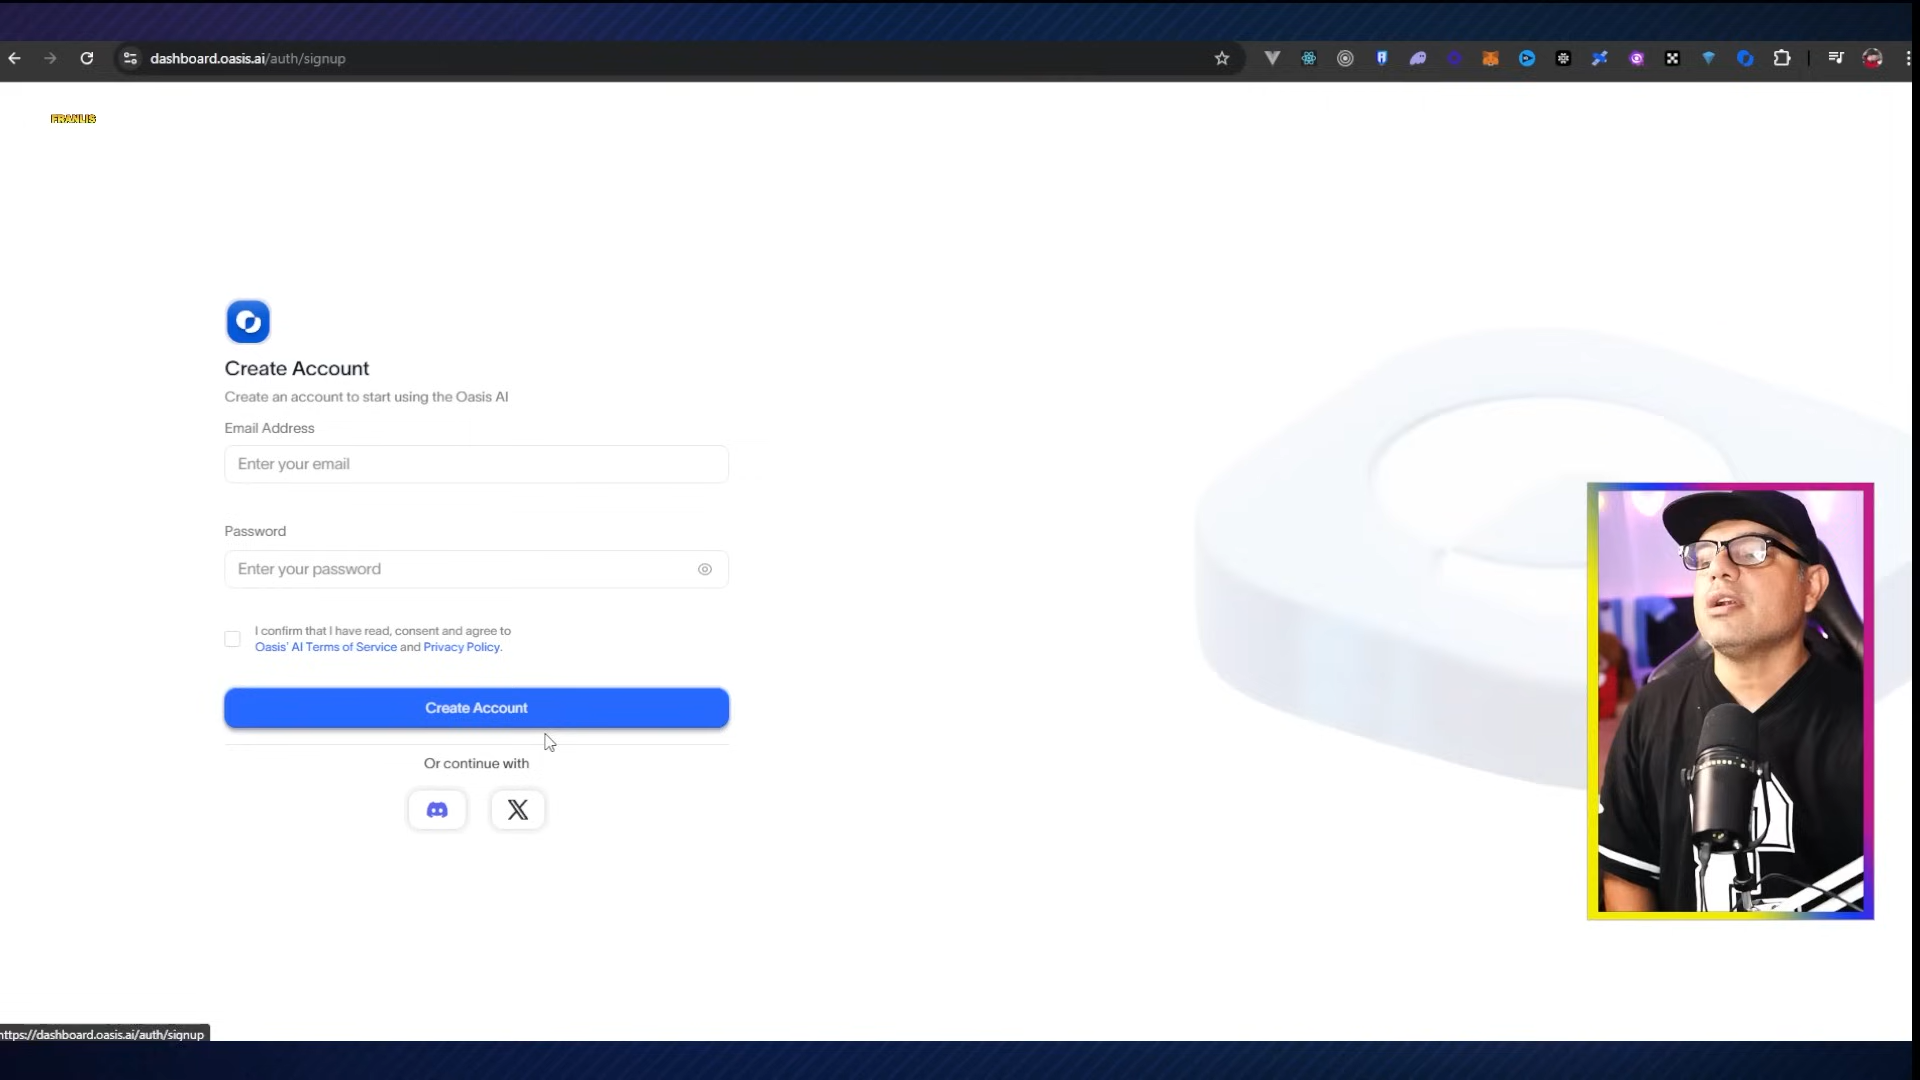 dashboard.oasis.ai/auth/signup
FRANLIS
Create Account
Create an account to start using the Oasis AI
Email Address
Enter your email
Password
Enter your password
I confirm that I have read, consent and agree to
Oasis' AI Terms of Service and Privacy Policy.
Create Account
Or continue with
https://dashboard.oasis.ai/auth/signup